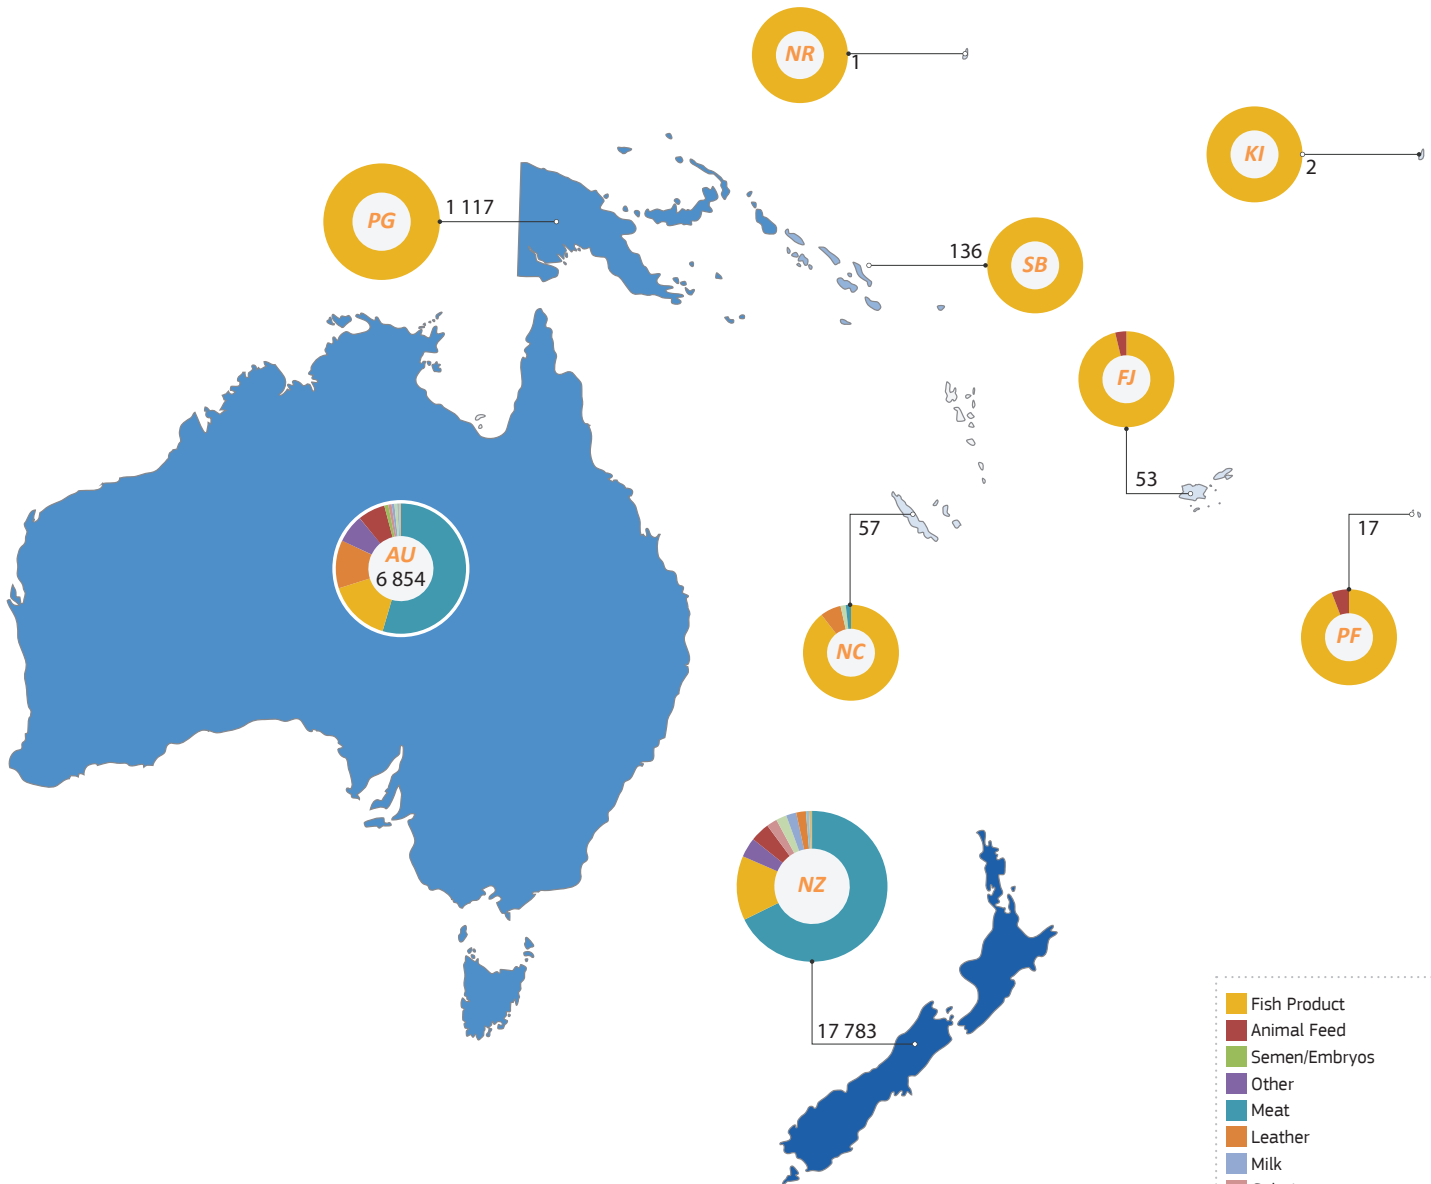 NR
1
KI
2
PG
1 117
136
SB
FJ
53
57
17
AU
6 854
NC
PF
NZ
17 783
Fish Product
Animal Feed
Semen/Embryos
Other
Meat
Leather
Milk